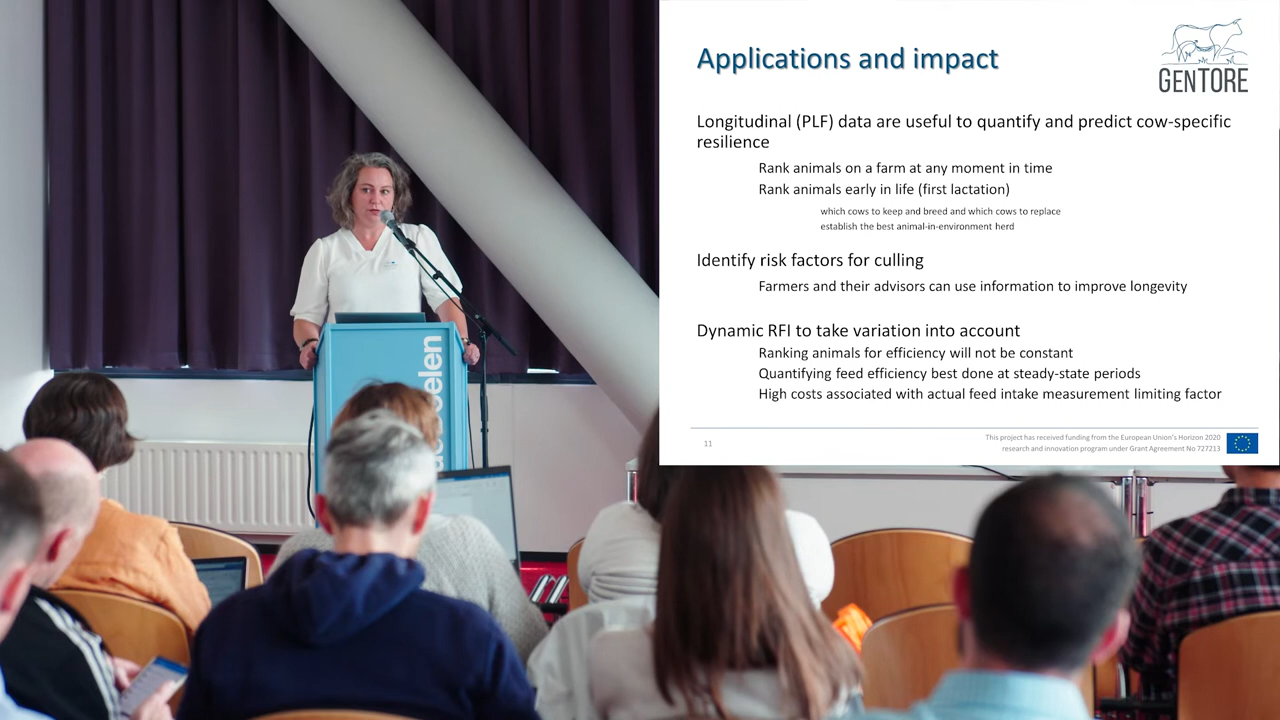 Applications and impact
GENTORE
Longitudinal (PLF) data are useful to quantify and predict cow-specific
resilience
Rank animals on a farm at any moment in time
Rank animals early in life (first lactation)
which cows to keep and breed and which cows to replace
establish the best animal-in-environment herd
Identify risk factors for culling
Farmers and their advisors can use information to improve longevity
Dynamic RFI to take variation into account
Ranking animals for efficiency will not be constant
Quantifying feed efficiency best done at steady-state periods
High costs associated with actual feed intake measurement limiting factor
11
This project has received funding from the European Union's Horizon 2020
research and innovation program under Grant Agreement No 727213